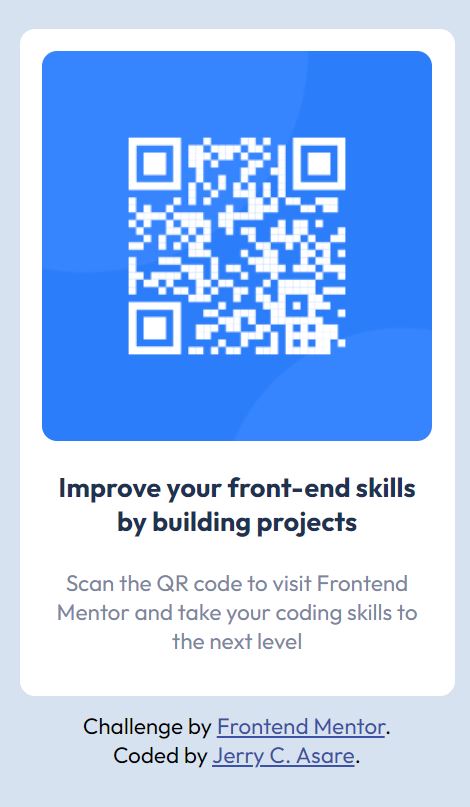 Improve your front-end skills
by building projects
Scan the QR code to visit Frontend
Mentor and take your coding skills to
the next level
Challenge by Frontend Mentor.
Coded by Jerry C. Asare.